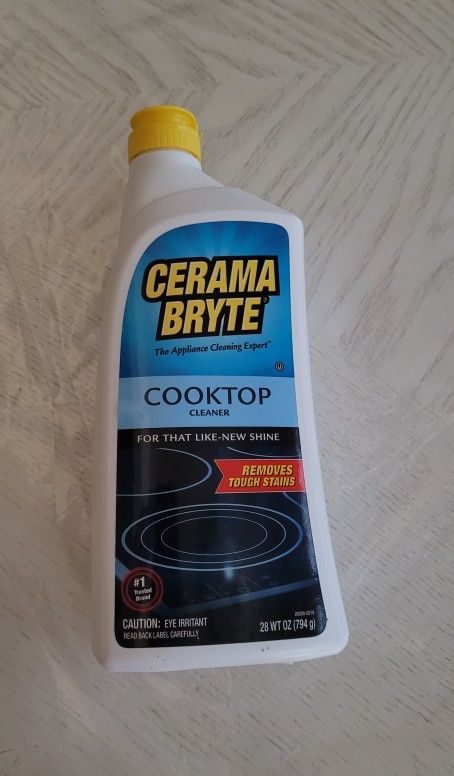 CERAMA
BRYTE®
The Appliance Cleaning Expert™
COOKTOP
CLEANER
FOR THAT LIKE-NEW SHINE
REMOVES
TOUGH STAINS
#1
Trusted
Brand
CAUTION: EYE IRRITANT
READ BACK LABEL CAREFULLY
28 WT OZ (794 g)